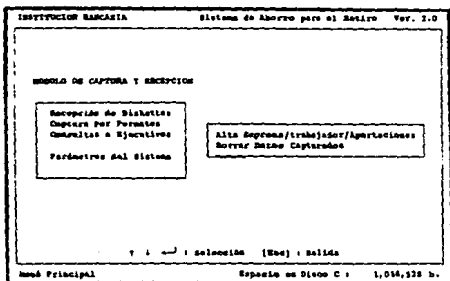 INSTITUCION BANCARIA Sistema de Ahorro para el Retiro Ver. 2.0
MODULO DE CAPTURA Y RECEPCION
Recepción de Diskettes
Captura Por Formatos
Consultas a Ejecutivos
Parámetros del Sistema
Alta Empresa/trabajador/Aportaciones
Borrar Datos Capturados
↑ ↓ ↵ : Selección [Esc] : Salida
Menú Principal Espacio en Disco C : b.